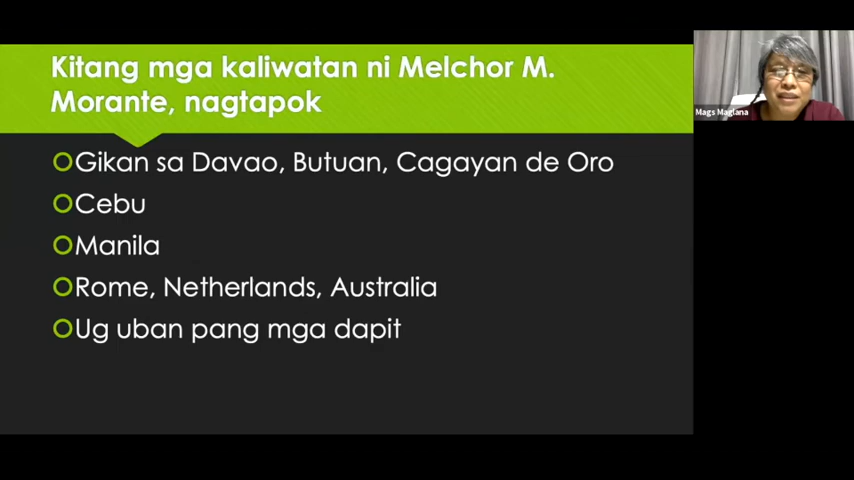 Kitang mga kaliwatan ni Melchor M.
Morante, nagtapok
Gikan sa Davao, Butuan, Cagayan de Oro
Cebu
Manila
Rome, Netherlands, Australia
Ug uban pang mga dapit
Mags Maglana